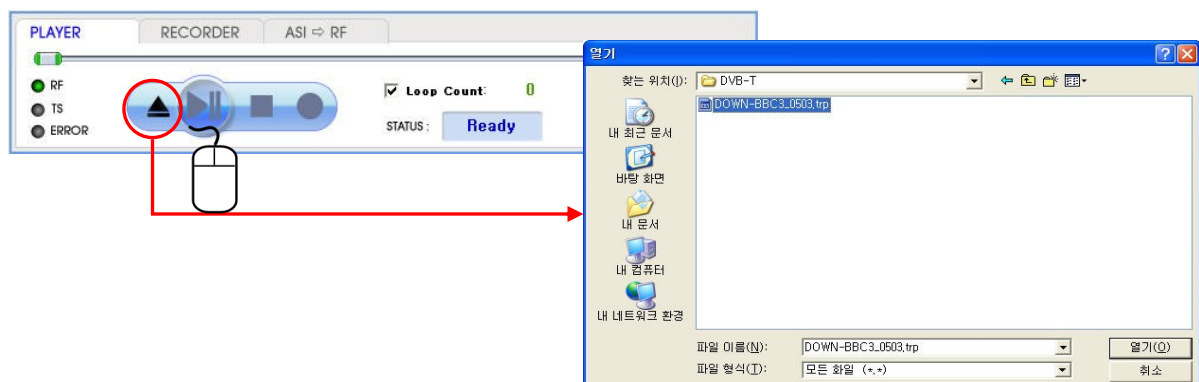 PLAYER RECORDER ASI ⇨ RF
RF
TS
ERROR
Loop Count: 0
STATUS : Ready
열기
찾는 위치(I): DVB-T
DOWN-BBC3_0503.trp
내 최근 문서
바탕 화면
내 문서
내 컴퓨터
내 네트워크 환경
파일 이름(N): DOWN-BBC3_0503.trp 열기(O)
파일 형식(T): 모든 화일 (*.*) 취소